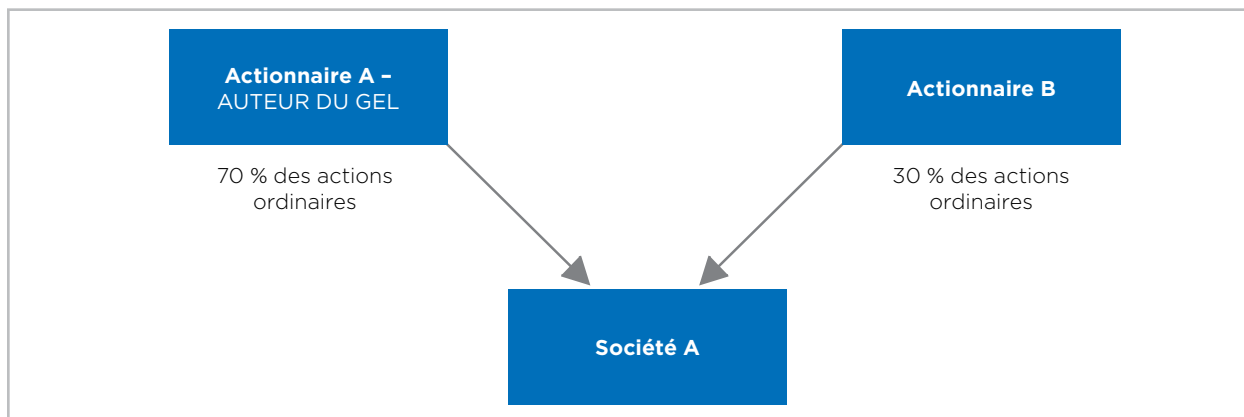 Actionnaire A –
AUTEUR DU GEL
70 % des actions
ordinaires
Actionnaire B
30 % des actions
ordinaires
Société A